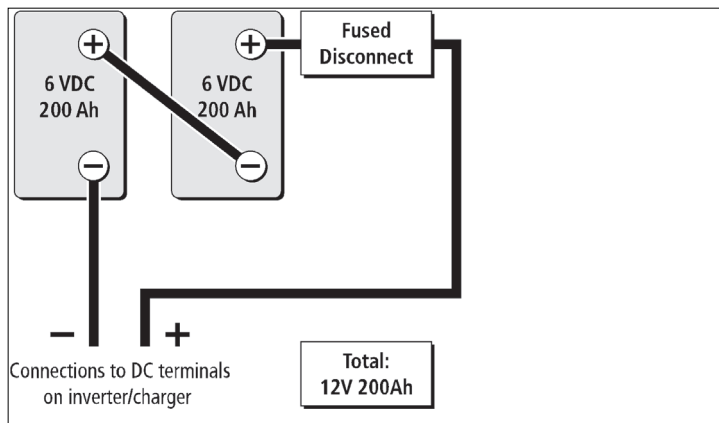 +
+
Fused
Disconnect
6 VDC
200 Ah
6 VDC
200 Ah
−
−
− +
Connections to DC terminals
on inverter/charger
Total:
12V 200Ah